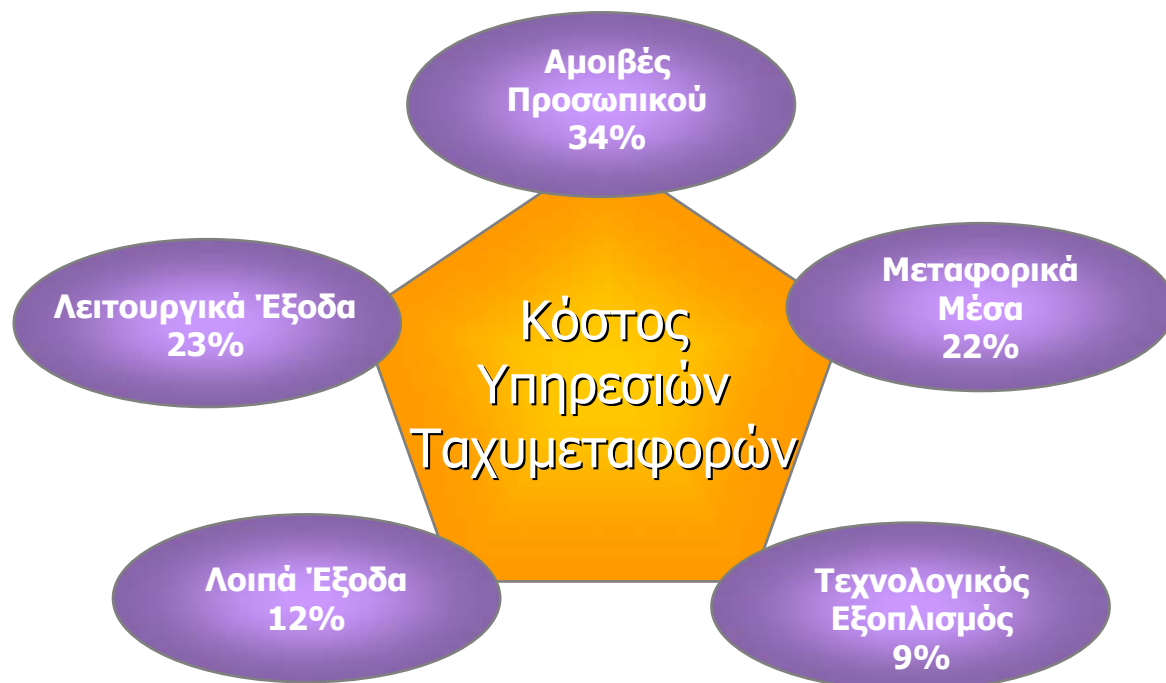 Αμοιβές
Προσωπικού
34%
Λειτουργικά Έξοδα
23%
Μεταφορικά
Μέσα
22%
Κόστος
Υπηρεσιών
Ταχυμεταφορών
Λοιπά Έξοδα
12%
Τεχνολογικός
Εξοπλισμός
9%